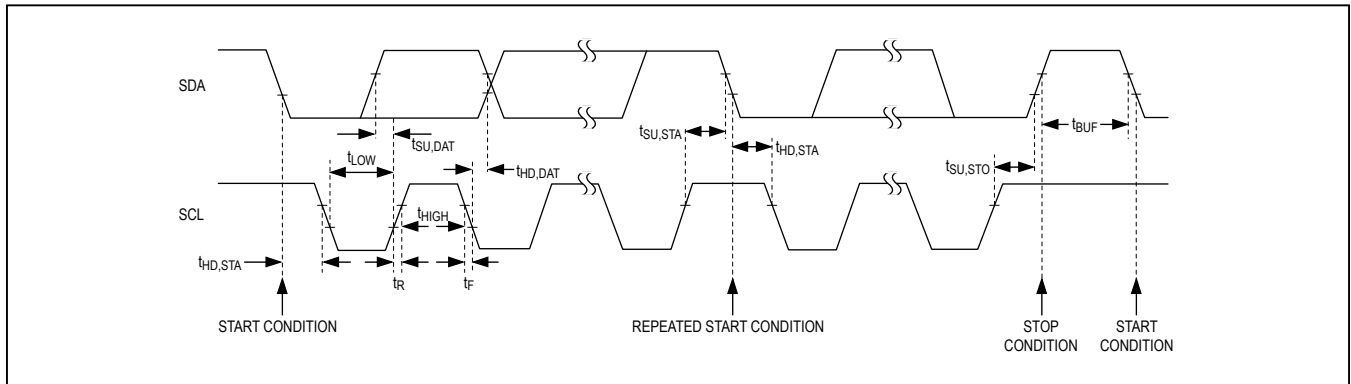 SDA
tSU,DAT
tLOW
tHD,DAT
tSU,STA
tHD,STA
tBUF
tSU,STO
SCL
tHIGH
tHD,STA
tR
tF
START CONDITION
REPEATED START CONDITION
STOP
CONDITION
START
CONDITION